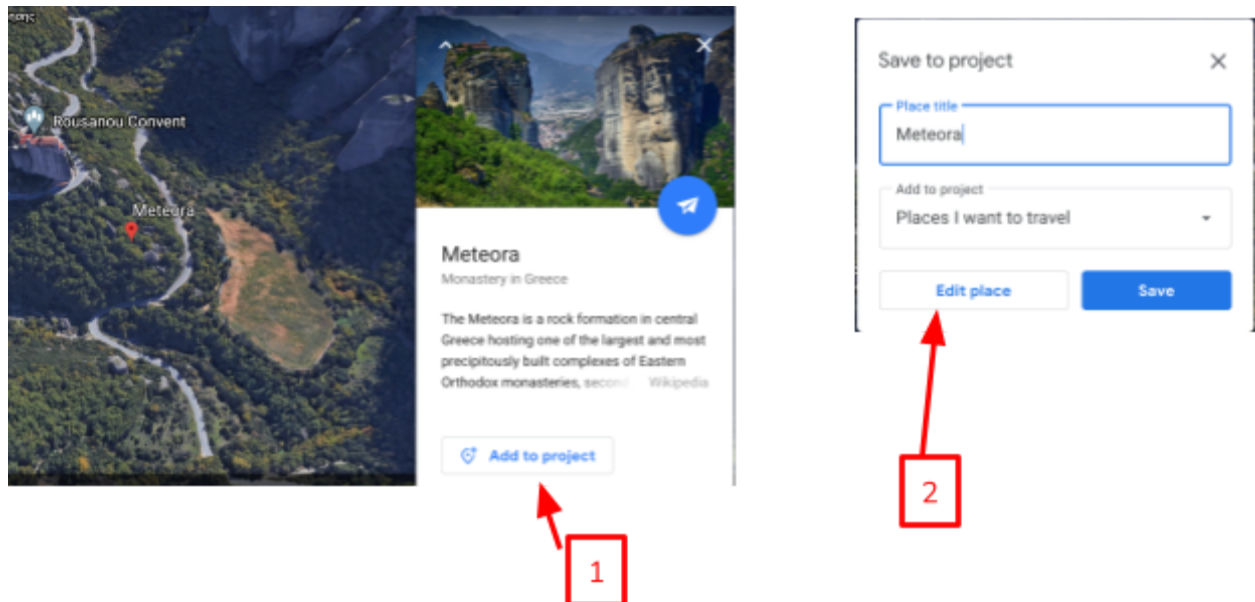 Rousanou Convent
Meteora
Meteora
Monastery in Greece
The Meteora is a rock formation in central
Greece hosting one of the largest and most
precipitously built complexes of Eastern
Orthodox monasteries, second Wikipedia
Add to project
1
Save to project
Place title
Meteora
Add to project
Places I want to travel
Edit place
Save
2